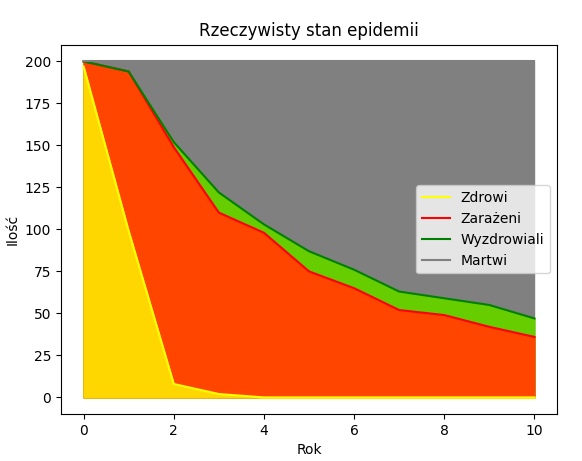 Rzeczywisty stan epidemii
200
175
150
125
100
75
50
25
0
Ilość
Zdrowi
Zarażeni
Wyzdrowiali
Martwi
0 2 4 6 8 10
Rok